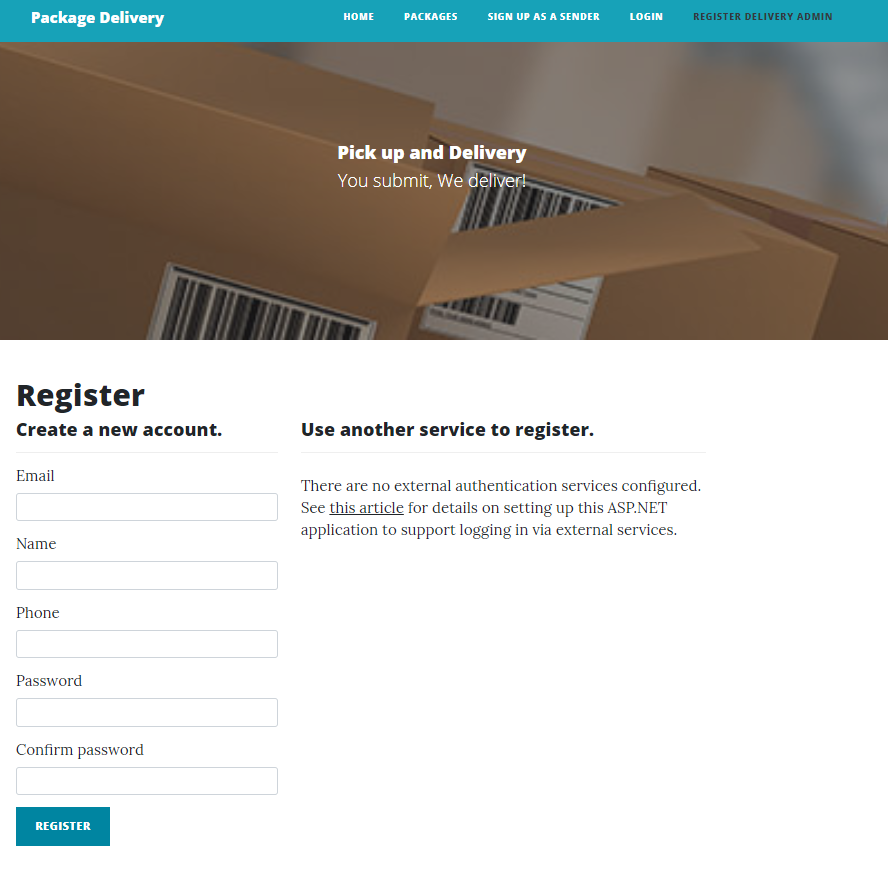 Package Delivery
HOME PACKAGES SIGN UP AS A SENDER LOGIN REGISTER DELIVERY ADMIN
Pick up and Delivery
You submit, We deliver!
Register
Create a new account.
Email
Name
Phone
Password
Confirm password
REGISTER
Use another service to register.
There are no external authentication services configured.
See this article for details on setting up this ASP.NET
application to support logging in via external services.